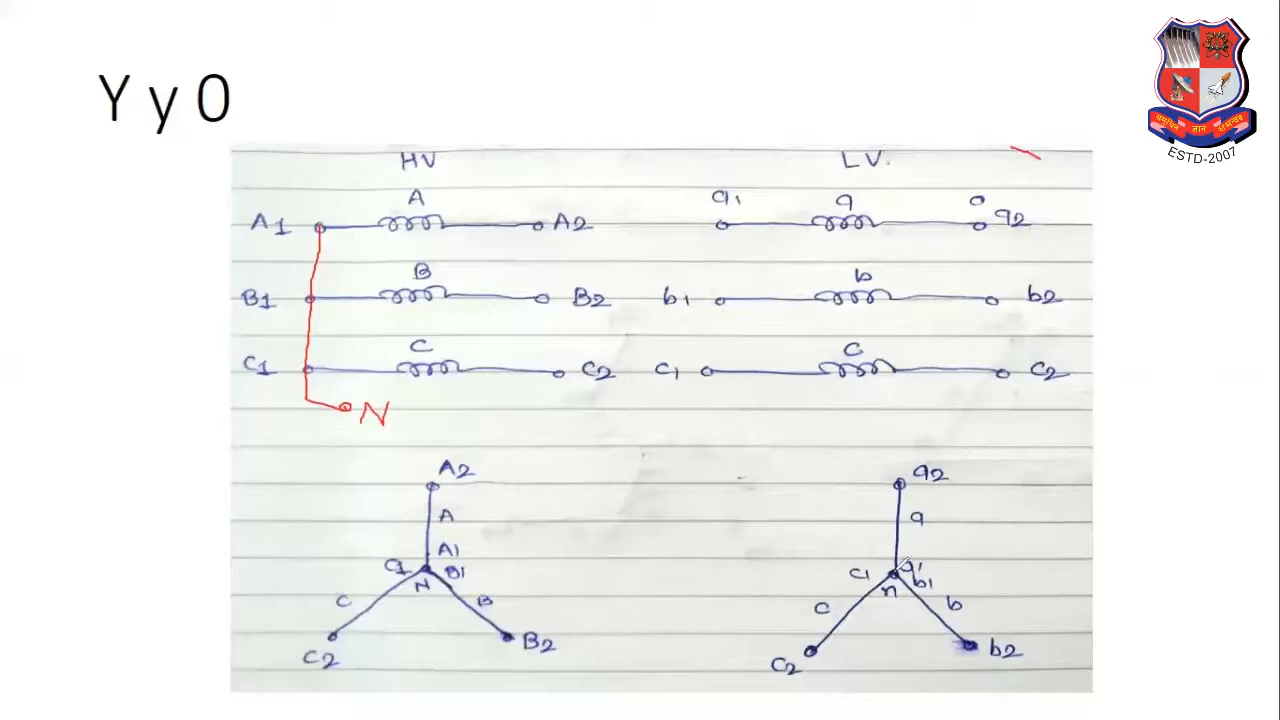 Y y 0
ESTD-2007
HV LV.
A a
A1 A2 a1 a2
B b
B1 B2 b1 b2
C c
C1 C2 c1 c2
N
A2 a2
A a
A1 a1
C1 B1 c1 b1
N n
C B c b
C2 B2 c2 b2